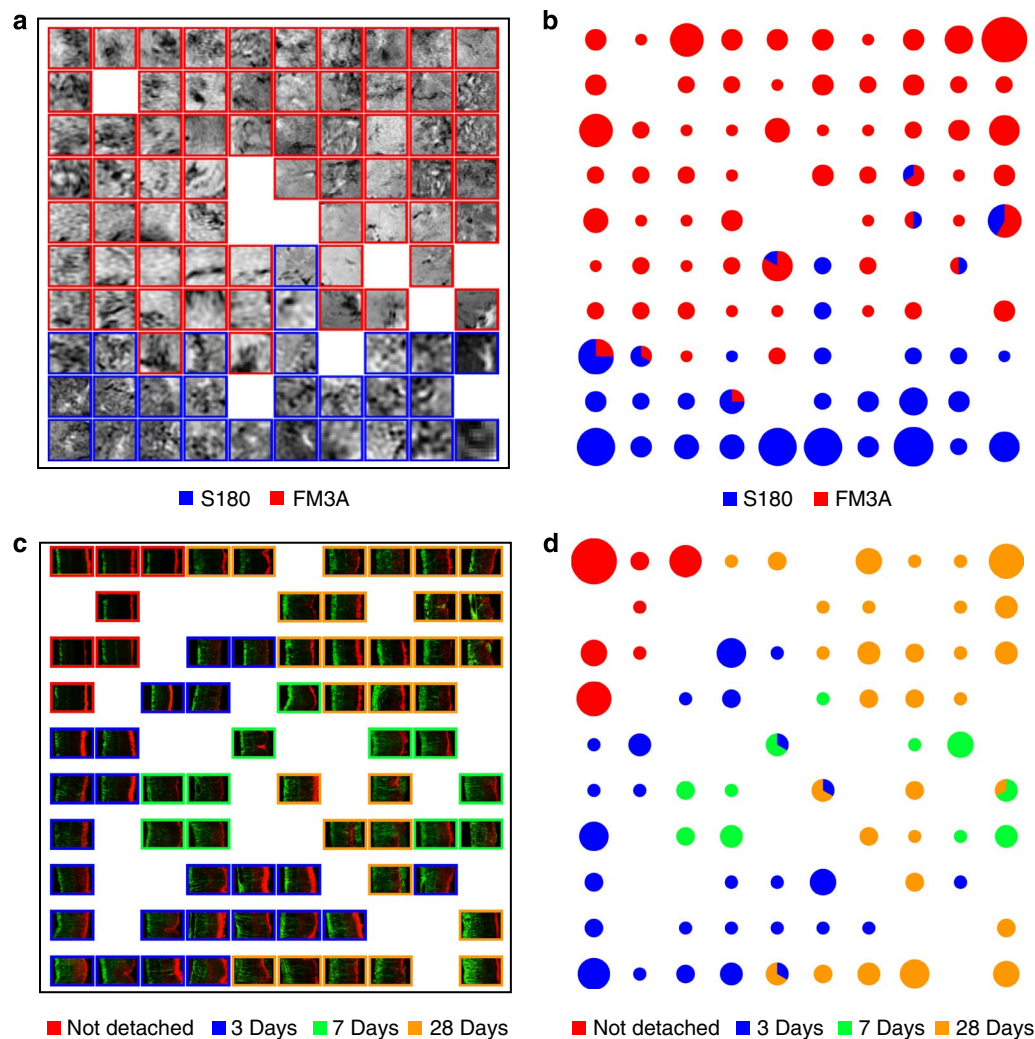 a
b
S180 FM3A
S180 FM3A
c
d
Not detached 3 Days 7 Days 28 Days
Not detached 3 Days 7 Days 28 Days